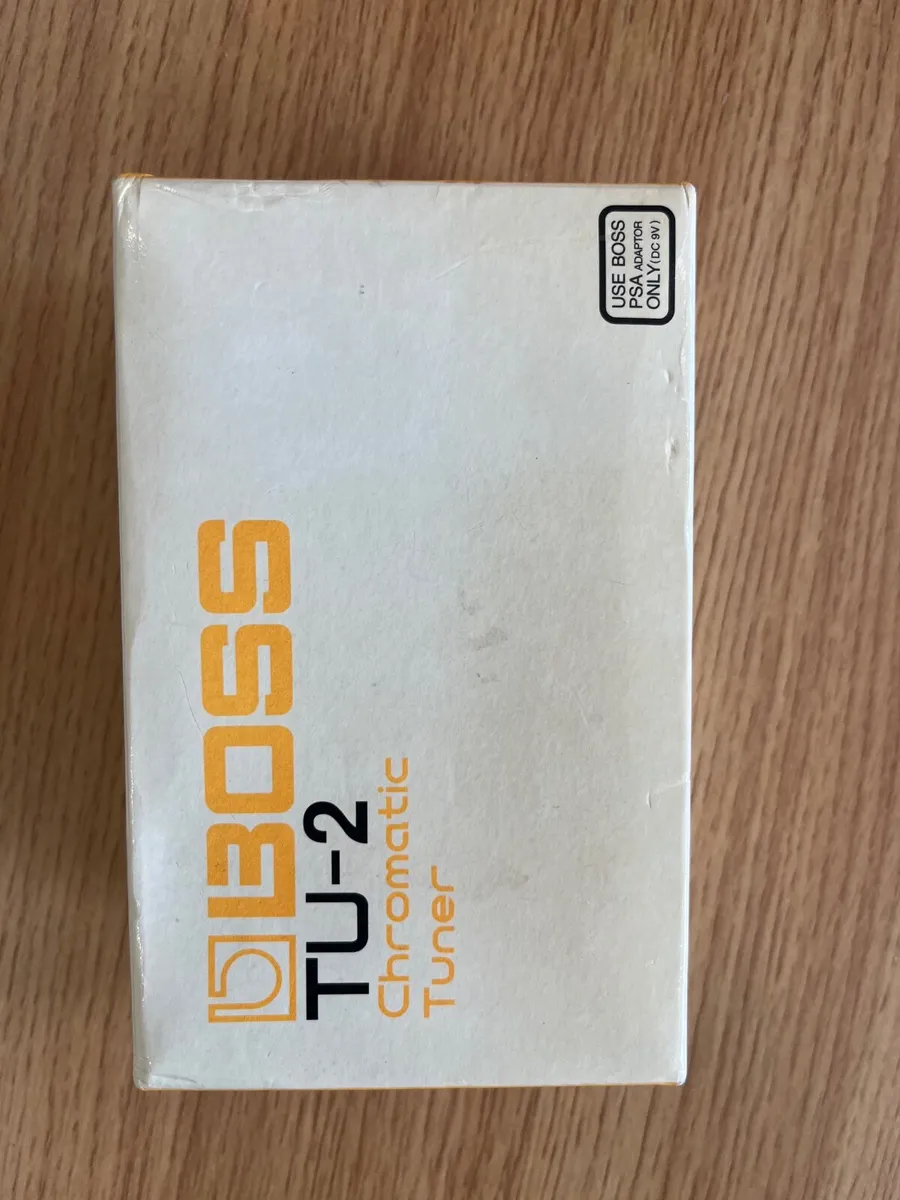 BOSS
TU-2
Chromatic
Tuner
USE BOSS
PSA ADAPTOR
ONLY (DC 9V)